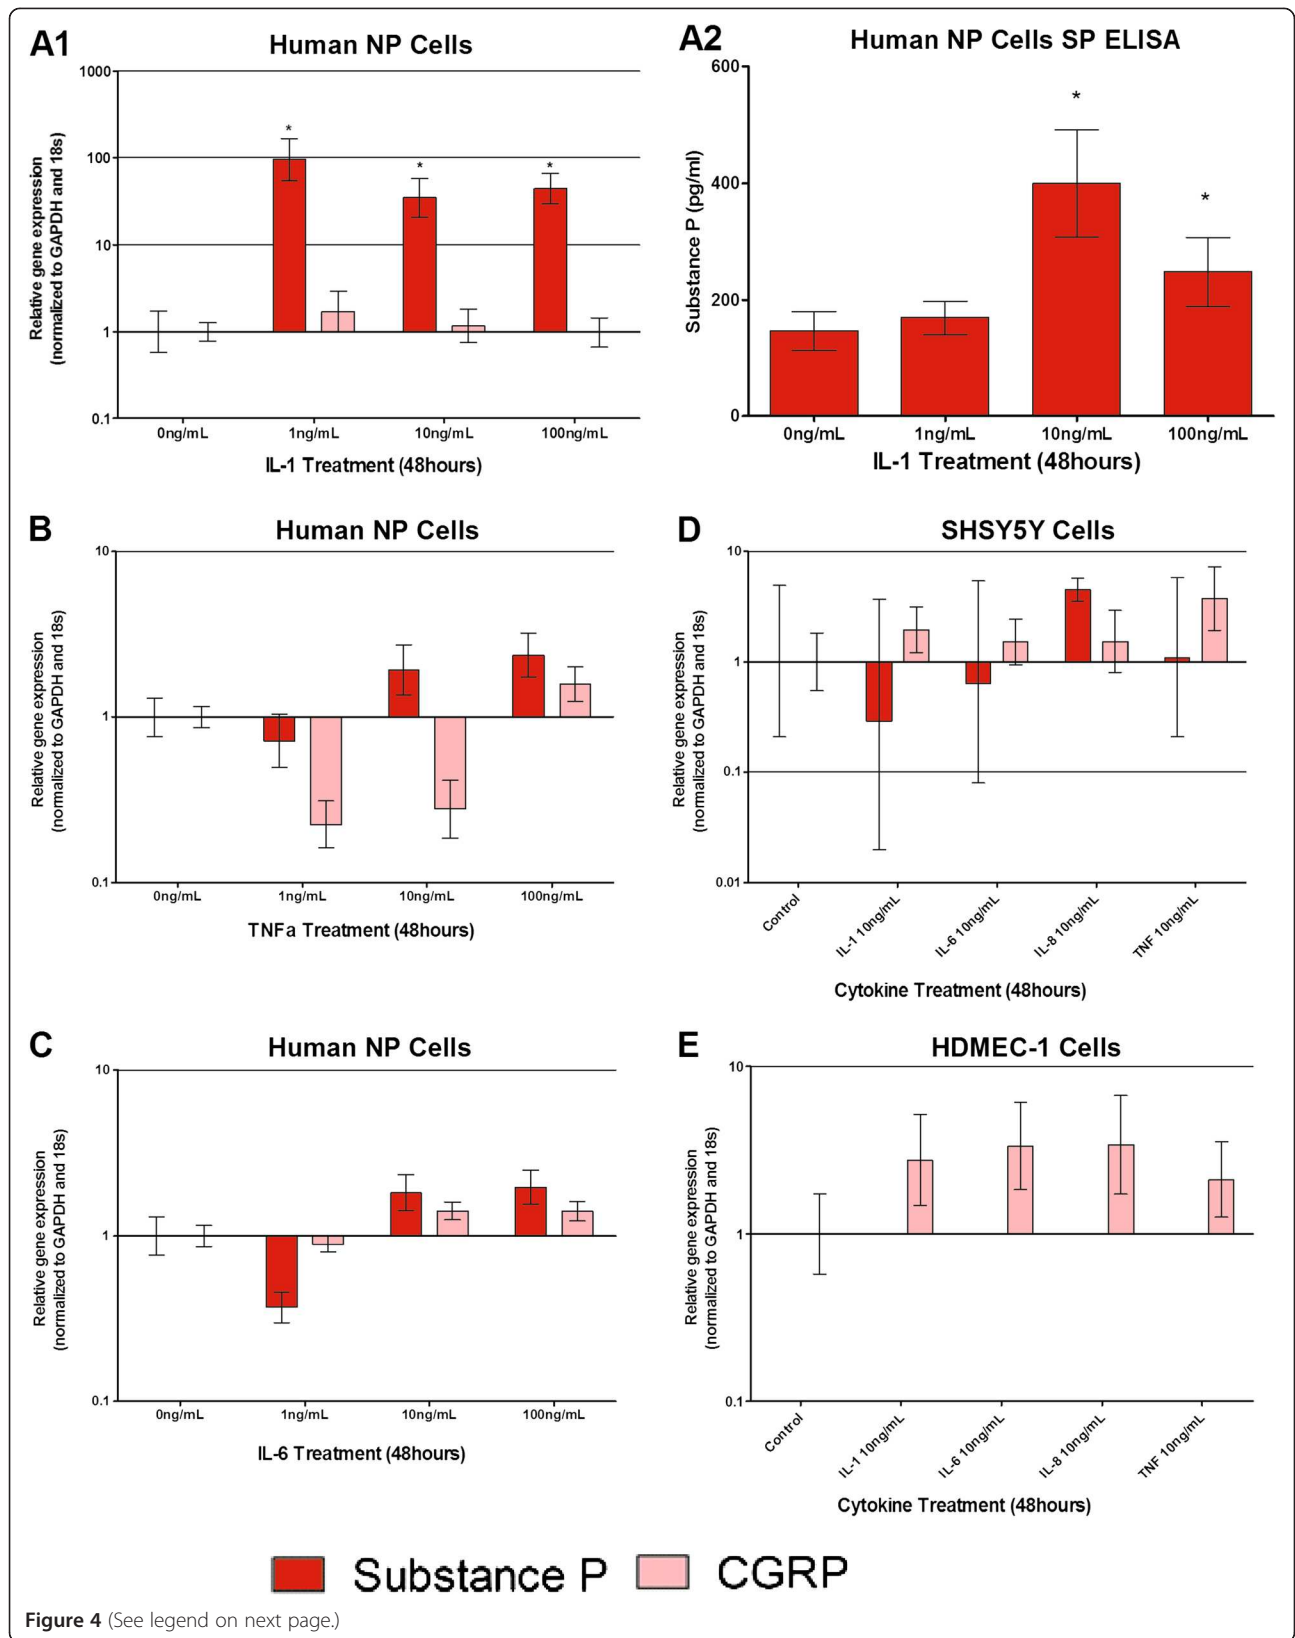 A1
Human NP Cells
Relative gene expression
(normalized to GAPDH and 18s)
1000
100
10
1
0.1
*
*
*
0ng/mL
1ng/mL
10ng/mL
100ng/mL
IL-1 Treatment (48hours)
A2
Human NP Cells SP ELISA
Substance P (pg/ml)
600
400
200
0
*
*
0ng/mL
1ng/mL
10ng/mL
100ng/mL
IL-1 Treatment (48hours)
B
Human NP Cells
Relative gene expression
(normalized to GAPDH and 18s)
10
1
0.1
0ng/mL
1ng/mL
10ng/mL
100ng/mL
TNFa Treatment (48hours)
D
SHSY5Y Cells
Relative gene expression
(normalized to GAPDH and 18s)
10
1
0.1
0.01
Control
IL-1 10ng/mL
IL-6 10ng/mL
IL-8 10ng/mL
TNF 10ng/mL
Cytokine Treatment (48hours)
C
Human NP Cells
Relative gene expression
(normalized to GAPDH and 18s)
10
1
0.1
0ng/mL
1ng/mL
10ng/mL
100ng/mL
IL-6 Treatment (48hours)
E
HDMEC-1 Cells
Relative gene expression
(normalized to GAPDH and 18s)
10
1
0.1
Control
IL-1 10ng/mL
IL-6 10ng/mL
IL-8 10ng/mL
TNF 10ng/mL
Cytokine Treatment (48hours)
Substance P
CGRP
Figure 4 (See legend on next page.)